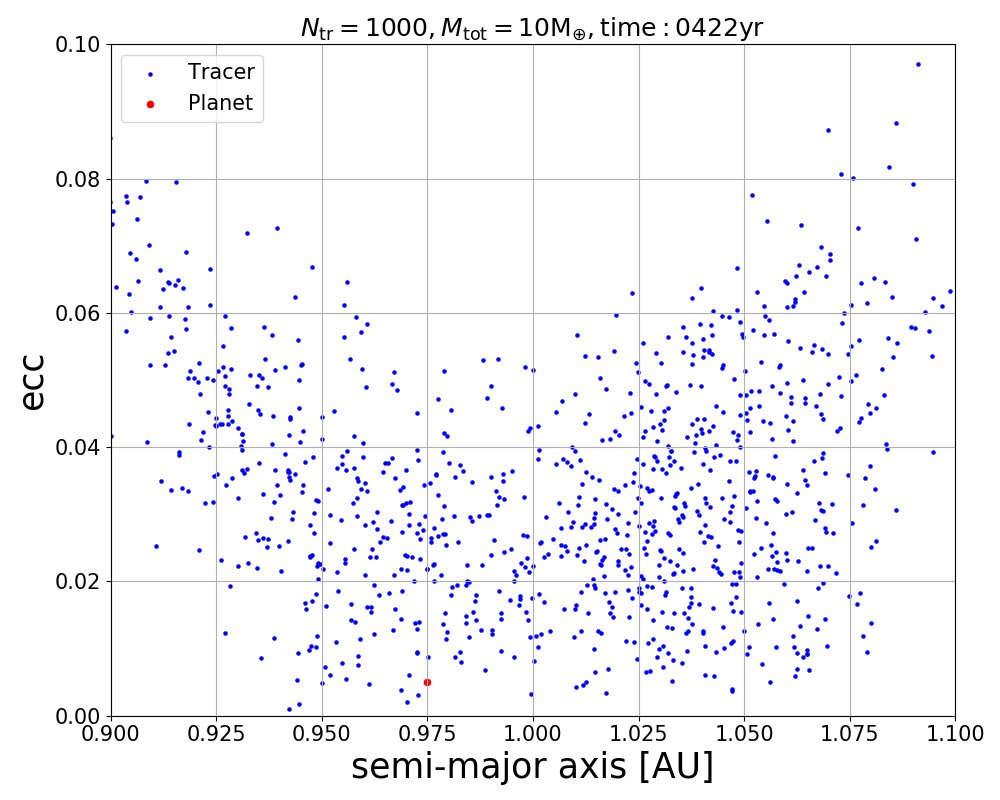 N_tr = 1000, M_tot = 10M_⊕, time : 0422yr
Tracer
Planet
0.10
0.08
0.06
0.04
0.02
0.00
ecc
0.900 0.925 0.950 0.975 1.000 1.025 1.050 1.075 1.100
semi-major axis [AU]